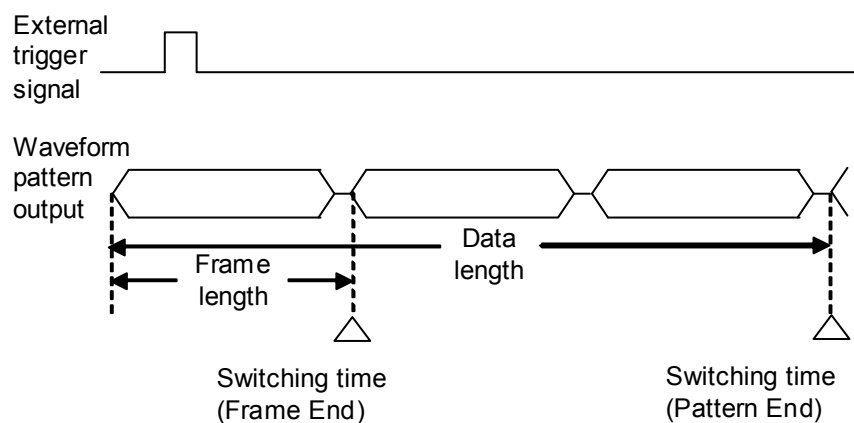 External
trigger
signal
Waveform
pattern
output
Data
length
Frame
length
Switching time
(Frame End)
Switching time
(Pattern End)